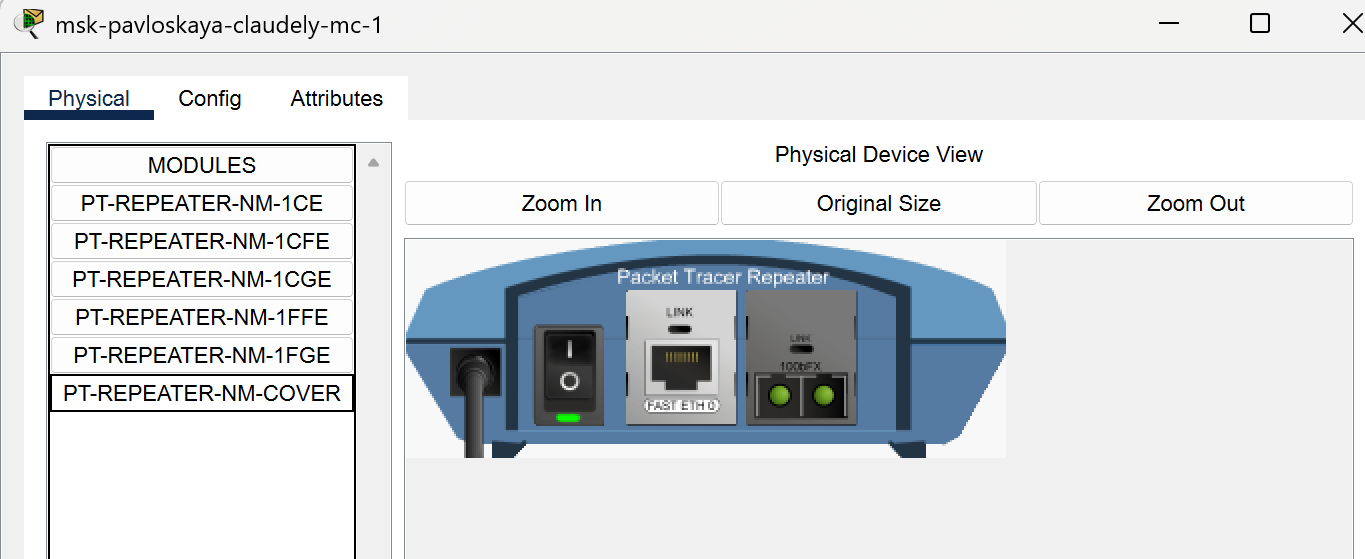 msk-pavloskaya-claudely-mc-1
Physical Config Attributes
MODULES
PT-REPEATER-NM-1CE
PT-REPEATER-NM-1CFE
PT-REPEATER-NM-1CGE
PT-REPEATER-NM-1FFE
PT-REPEATER-NM-1FGE
PT-REPEATER-NM-COVER
Physical Device View
Zoom In Original Size Zoom Out
Packet Tracer Repeater
LINK
FAST ETH 0
LINK
100bFX